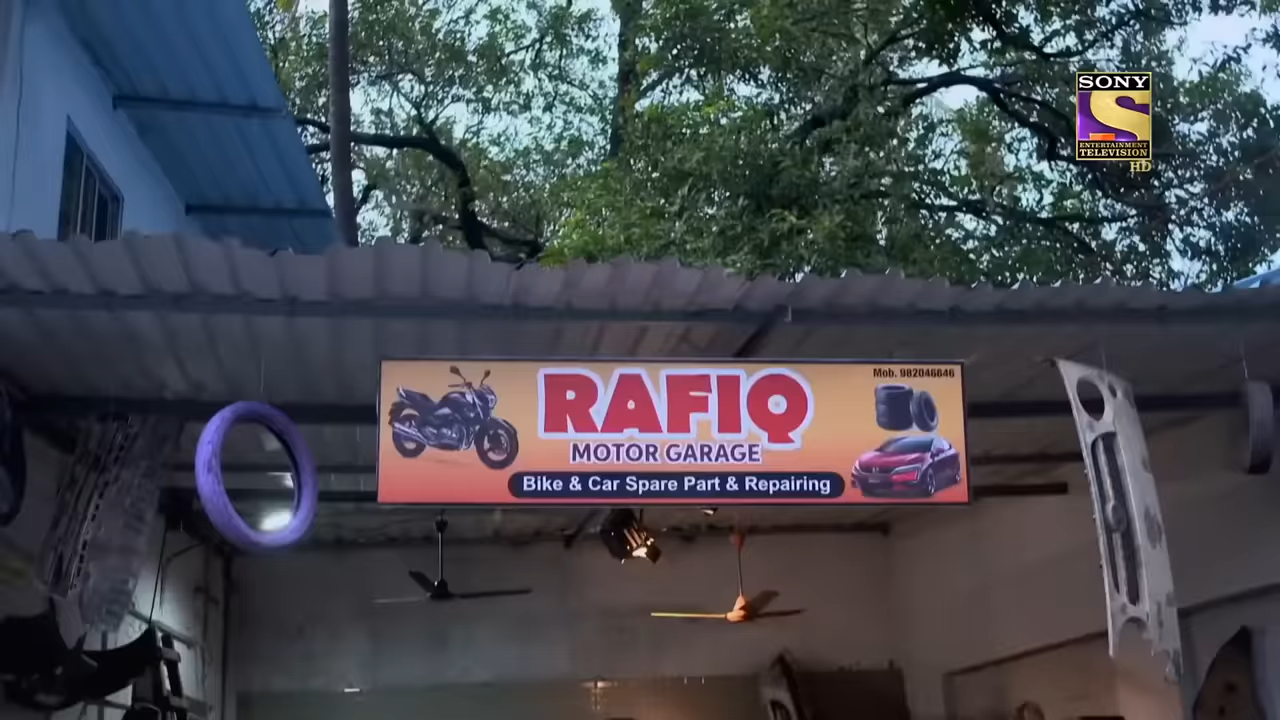 SONY
ENTERTAINMENT
TELEVISION
HD
Mob. 982046646
RAFIQ
MOTOR GARAGE
Bike & Car Spare Part & Repairing